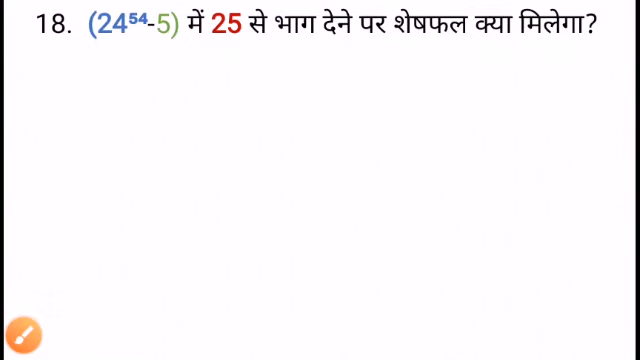 18. (24⁵⁴-5) में 25 से भाग देने पर शेषफल क्या मिलेगा?